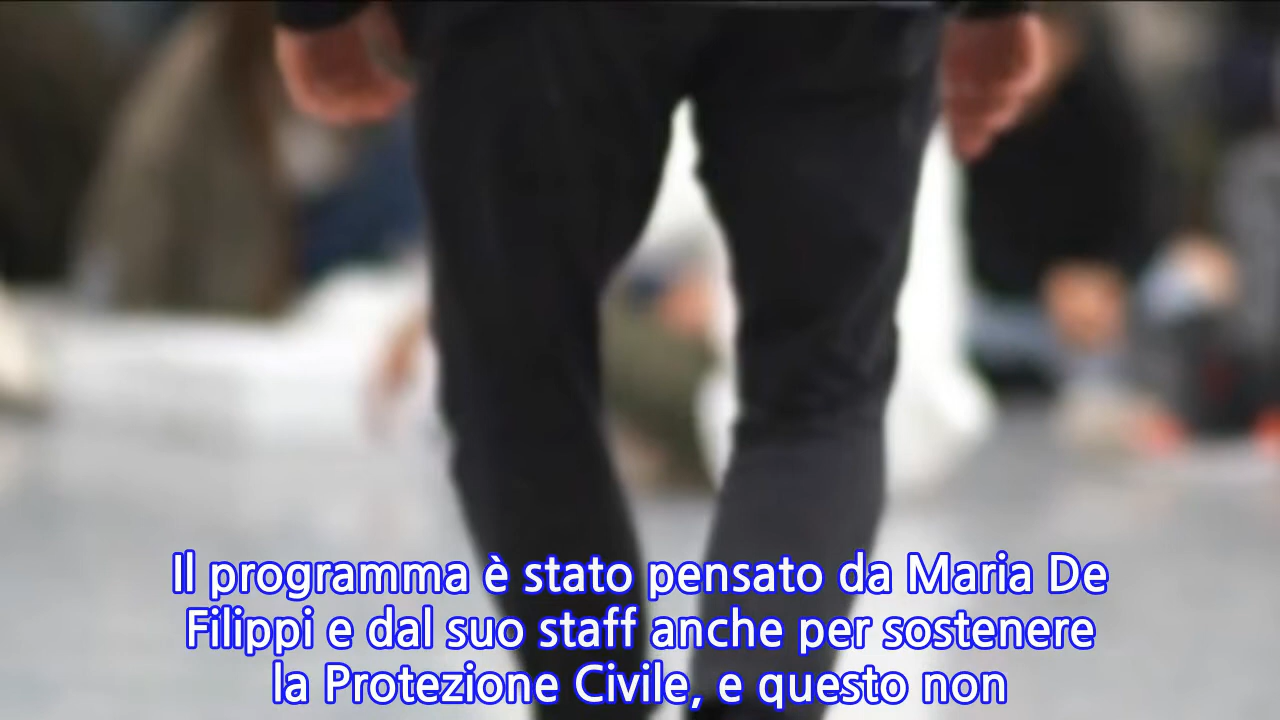 Il programma è stato pensato da Maria De
Filippi e dal suo staff anche per sostenere
la Protezione Civile, e questo non